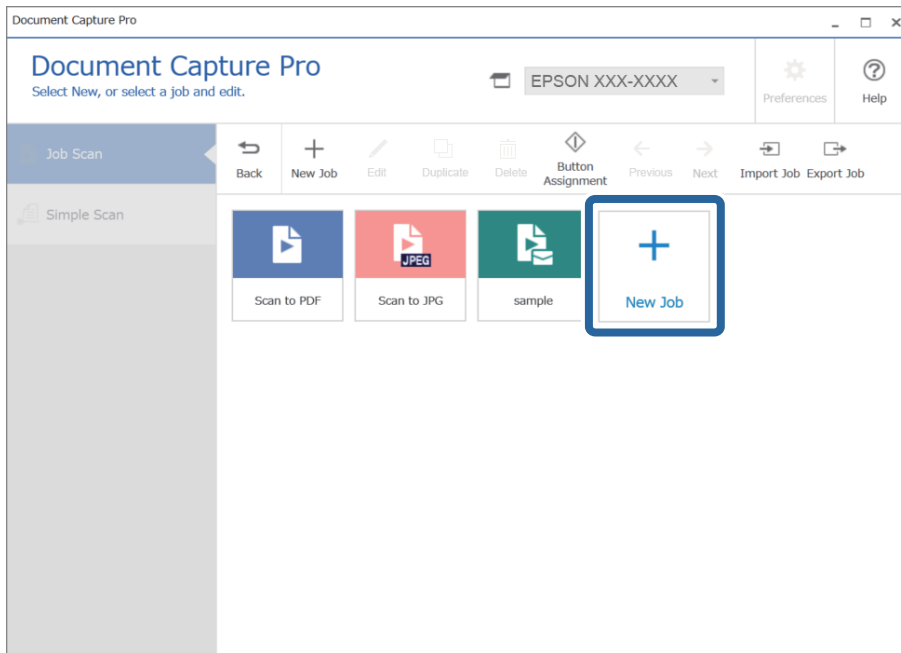 Document Capture Pro
Document Capture Pro
Select New, or select a job and edit.
EPSON XXX-XXXX
Preferences
Help
Job Scan
Simple Scan
Back
New Job
Edit
Duplicate
Delete
Button
Assignment
Previous
Next
Import Job
Export Job
JPEG
Scan to PDF
Scan to JPG
sample
New Job